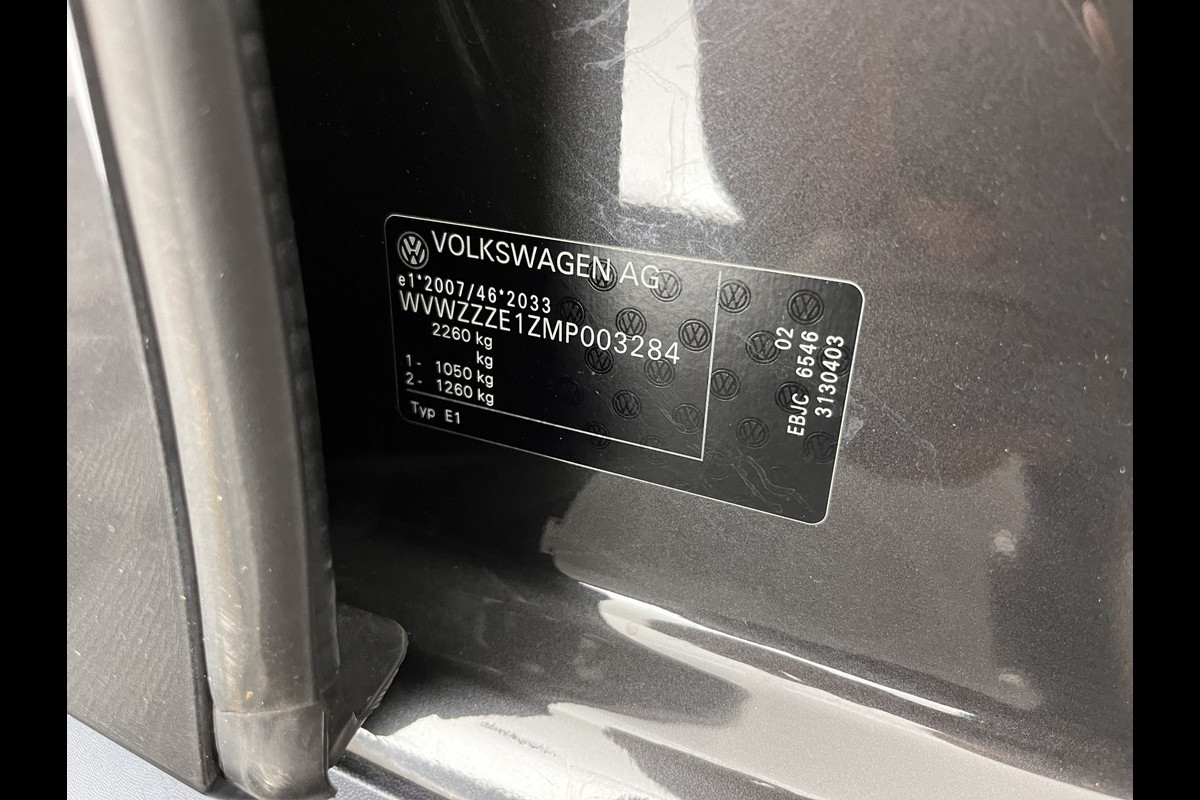 VOLKSWAGEN AG
e1*2007/46*2033
WVWZZZE1ZMP003284
2260 kg
kg
1- 1050 kg
2- 1260 kg
Typ E1
02
EBJC 6546
3130403